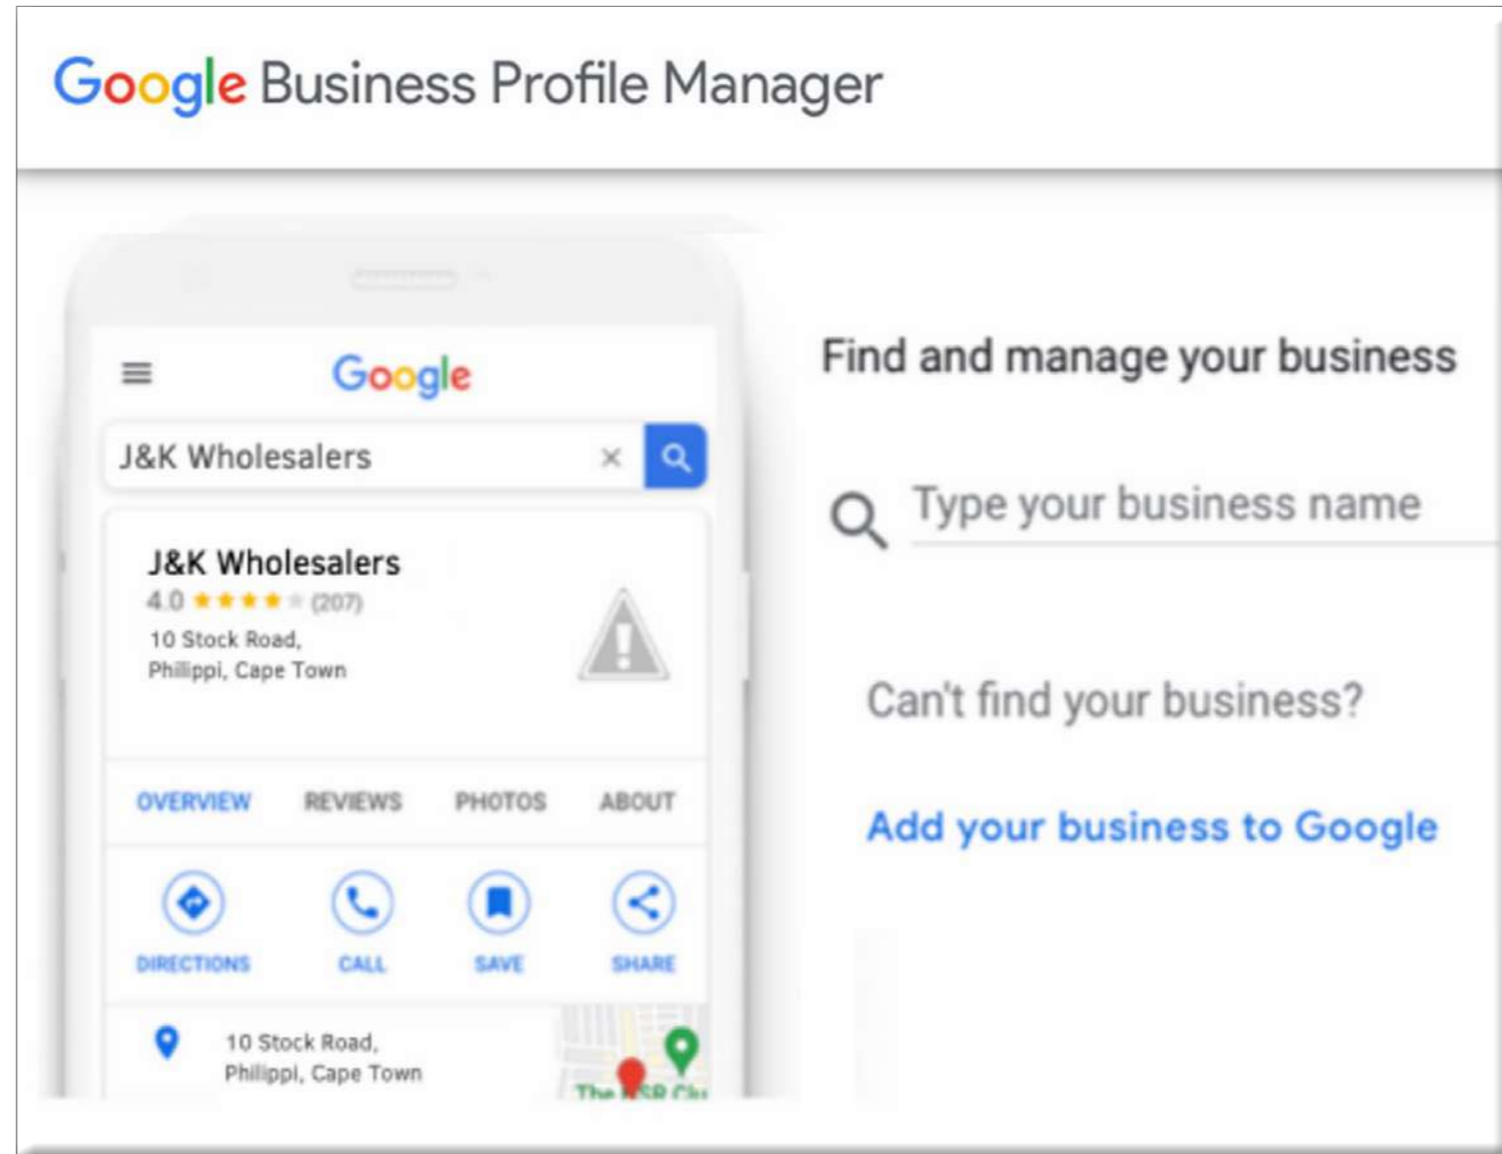 Google Business Profile Manager
Google
J&K Wholesalers
J&K Wholesalers
4.0 (207)
10 Stock Road,
Philippi, Cape Town
OVERVIEW REVIEWS PHOTOS ABOUT
DIRECTIONS CALL SAVE SHARE
10 Stock Road,
Philippi, Cape Town
The
Find and manage your business
Type your business name
Can't find your business?
Add your business to Google